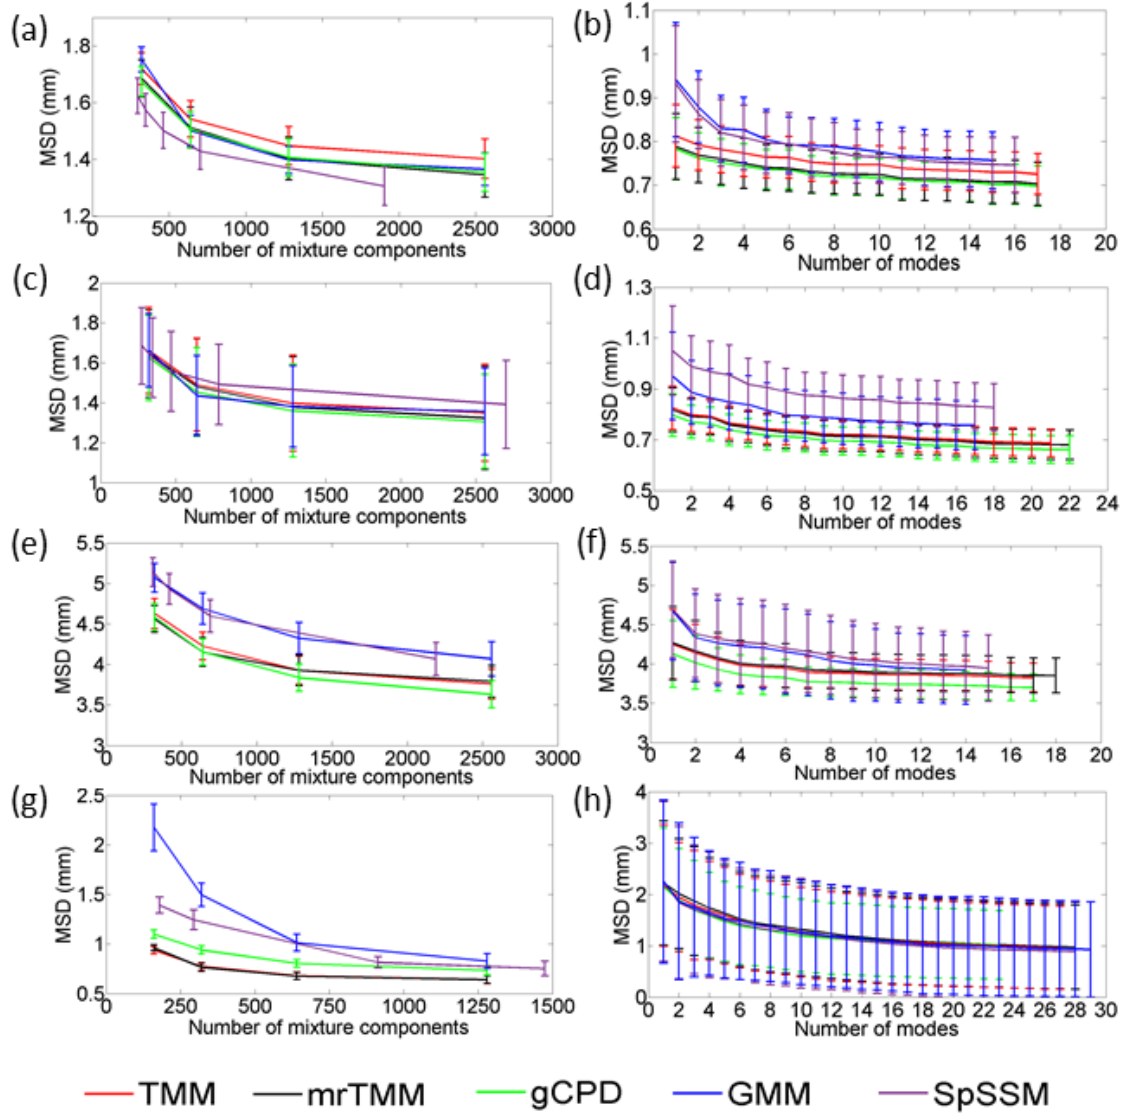 (a)
1.8
1.6
1.4
1.2
MSD (mm)
0 500 1000 1500 2000 2500 3000
Number of mixture components
(b)
1.1
1
0.9
0.8
0.7
0.6
MSD (mm)
0 2 4 6 8 10 12 14 16 18 20
Number of modes
(c)
2
1.8
1.6
1.4
1.2
1
MSD (mm)
500 1000 1500 2000 2500 3000
Number of mixture components
(d)
1.3
1.1
0.9
0.7
0.5
MSD (mm)
0 2 4 6 8 10 12 14 16 18 20 22 24
Number of modes
(e)
5.5
5
4.5
4
3.5
3
MSD (mm)
500 1000 1500 2000 2500 3000
Number of mixture components
(f)
5.5
5
4.5
4
3.5
3
MSD (mm)
0 2 4 6 8 10 12 14 16 18 20
Number of modes
(g)
2.5
2
1.5
1
0.5
MSD (mm)
0 250 500 750 1000 1250 1500
Number of mixture components
(h)
4
3
2
1
0
MSD (mm)
2 4 6 8 10 12 14 16 18 20 22 24 26 28 30
Number of modes
TMM mrTMM gCPD GMM SpSSM